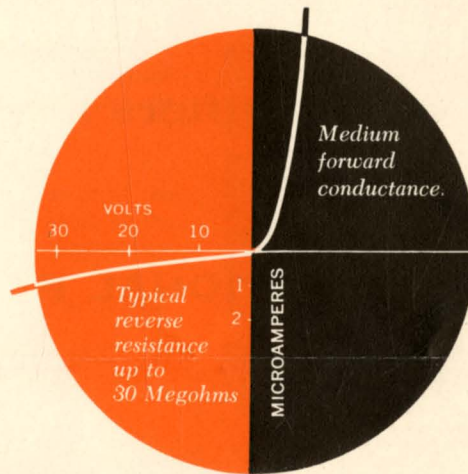 Medium
forward
conductance.
VOLTS
30 20 10
1
2
MICROAMPERES
Typical
reverse
resistance
up to
30 Megohms